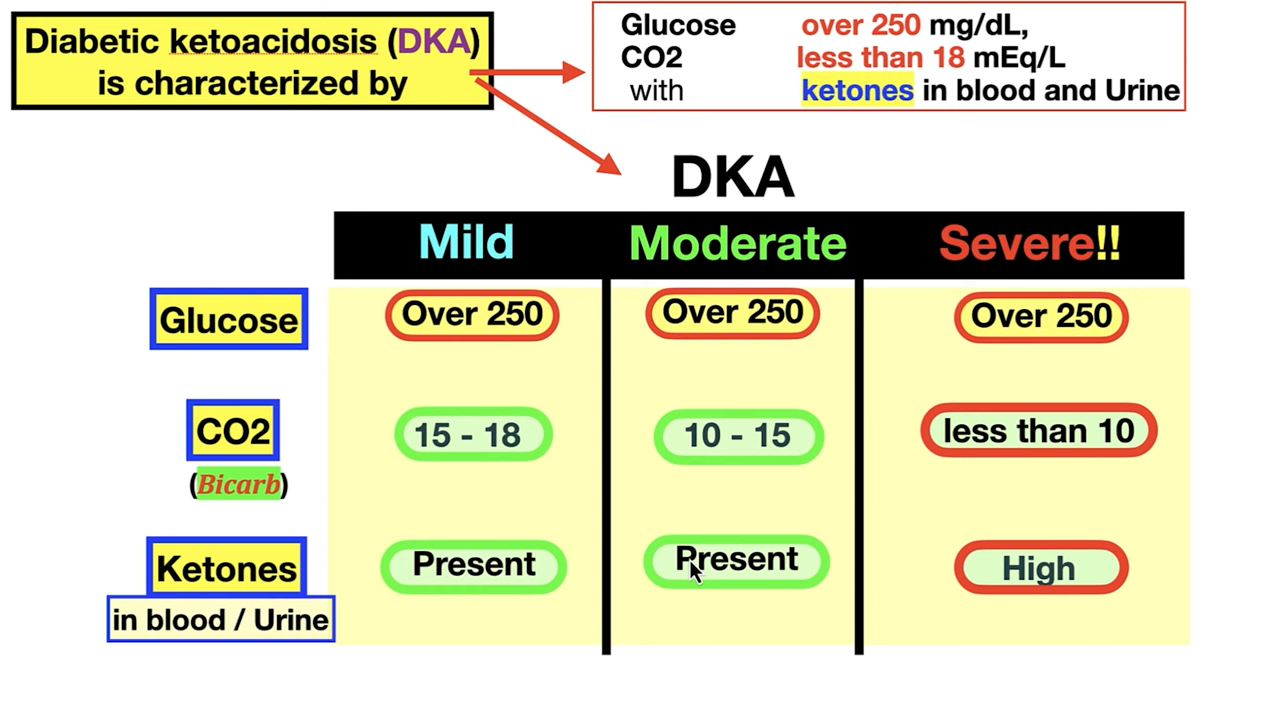 Diabetic ketoacidosis (DKA)
is characterized by
Glucose over 250 mg/dL,
CO2 less than 18 mEq/L
with ketones in blood and Urine
DKA
Mild Moderate Severe!!
Glucose Over 250 Over 250 Over 250
CO2 15 - 18 10 - 15 less than 10
(Bicarb)
Ketones Present Present High
in blood / Urine